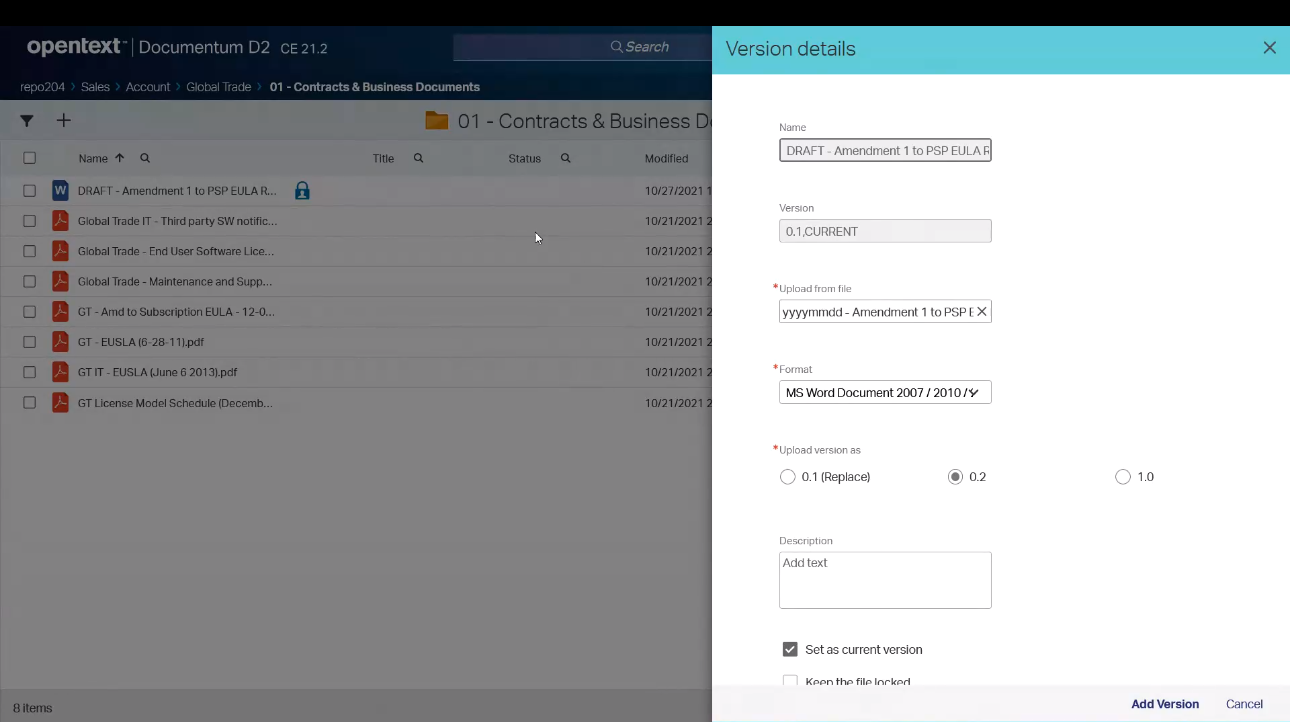 opentext™ | Documentum D2 CE 21.2
Search
Version details
repo204 > Sales > Account > Global Trade > 01 - Contracts & Business Documents
01 - Contracts & Business D
Name
DRAFT - Amendment 1 to PSP EULA R
Name
Title
Status
Modified
DRAFT - Amendment 1 to PSP EULA R...
10/27/2021 1
Version
0.1,CURRENT
Global Trade IT - Third party SW notific...
10/21/2021 2
Global Trade - End User Software Lice...
10/21/2021 2
Global Trade - Maintenance and Supp...
10/21/2021 2
Upload from file
yyyymmdd - Amendment 1 to PSP E
GT - Amd to Subscription EULA - 12-0...
10/21/2021 2
GT - EUSLA (6-28-11).pdf
10/21/2021 2
GT IT - EUSLA (June 6 2013).pdf
10/21/2021 2
Format
MS Word Document 2007 / 2010 /
GT License Model Schedule (Decemb...
10/21/2021 2
Upload version as
0.1 (Replace)
0.2
1.0
Description
Add text
Set as current version
Keep the file locked
8 items
Add Version
Cancel